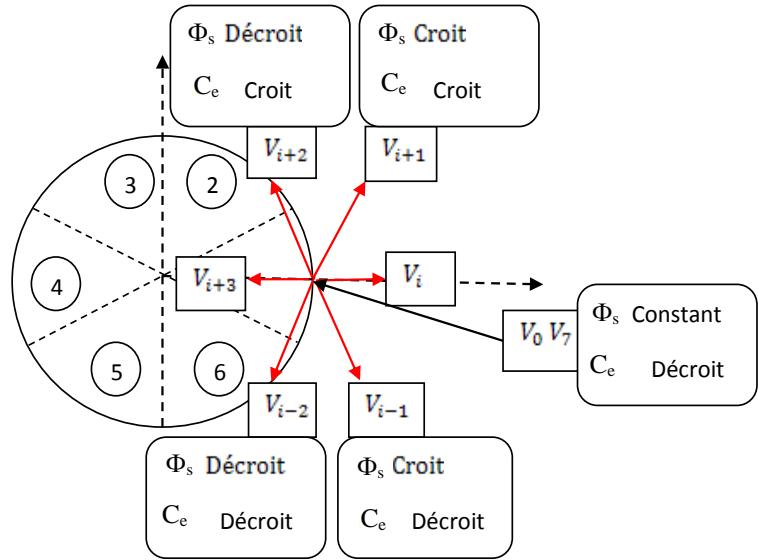 Φₛ Décroit
Cₑ Croit
Φₛ Croit
Cₑ Croit
Vᵢ₊₂
Vᵢ₊₁
3
2
4
Vᵢ₊₃
Vᵢ
5
6
V₀ V₇
Φₛ Constant
Cₑ Décroit
Vᵢ₋₂
Vᵢ₋₁
Φₛ Décroit
Cₑ Décroit
Φₛ Croit
Cₑ Décroit